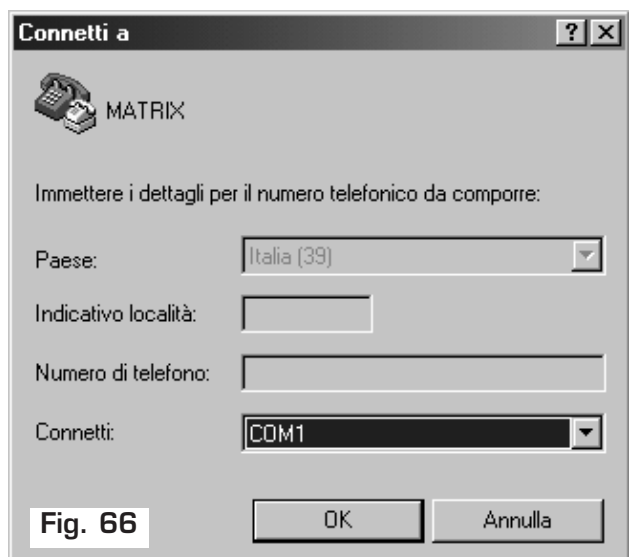 Connetti a
MATRIX
Immettere i dettagli per il numero telefonico da comporre:
Paese: Italia (39)
Indicativo località:
Numero di telefono:
Connetti: COM1
Fig. 66 OK Annulla